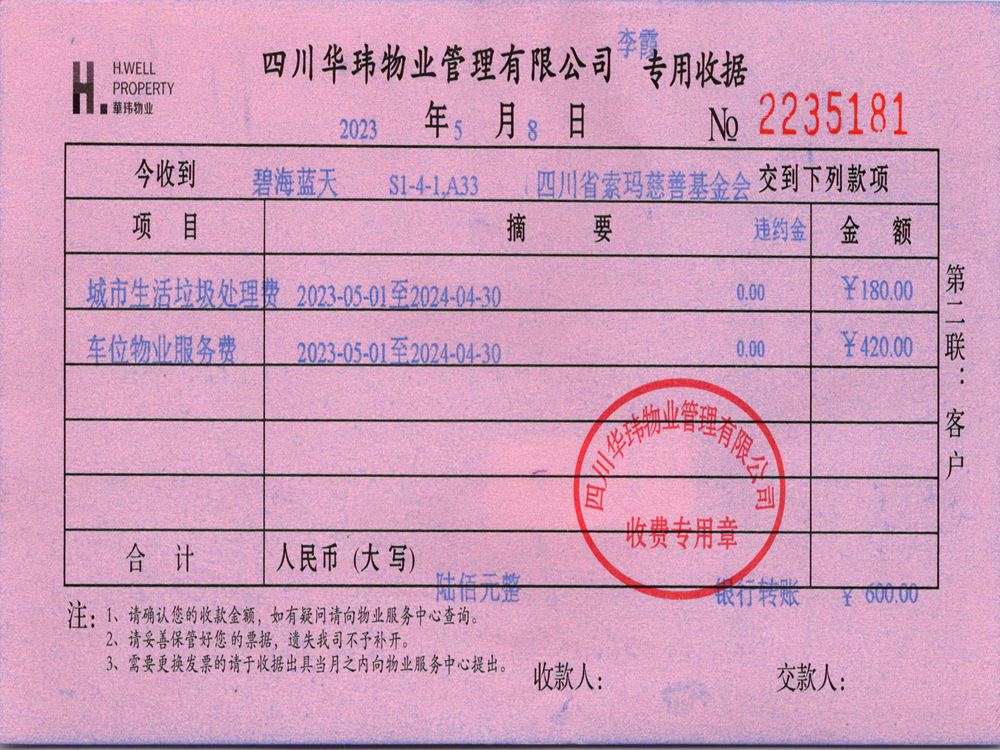 李霞
H.WELL
PROPERTY
華玮物业
四川华玮物业管理有限公司 专用收据
2023 年 5 月 8 日 № 2235181
今收到 碧海蓝天 S1-4-1,A33 四川省索玛慈善基金会 交到下列款项
项目 摘要 违约金 金额
城市生活垃圾处理费 2023-05-01至2024-04-30 0.00 ￥180.00
车位物业服务费 2023-05-01至2024-04-30 0.00 ￥420.00
合计 人民币（大写） 陆佰元整 银行转账 ￥ 600.00
第二联：客户
四川华玮物业管理有限公司
收费专用章
注：1、请确认您的收款金额，如有疑问请向物业服务中心查询。
2、请妥善保管好您的票据，遗失我司不予补开。
3、需要更换发票的请于收据出具当月之内向物业服务中心提出。
收款人： 交款人：